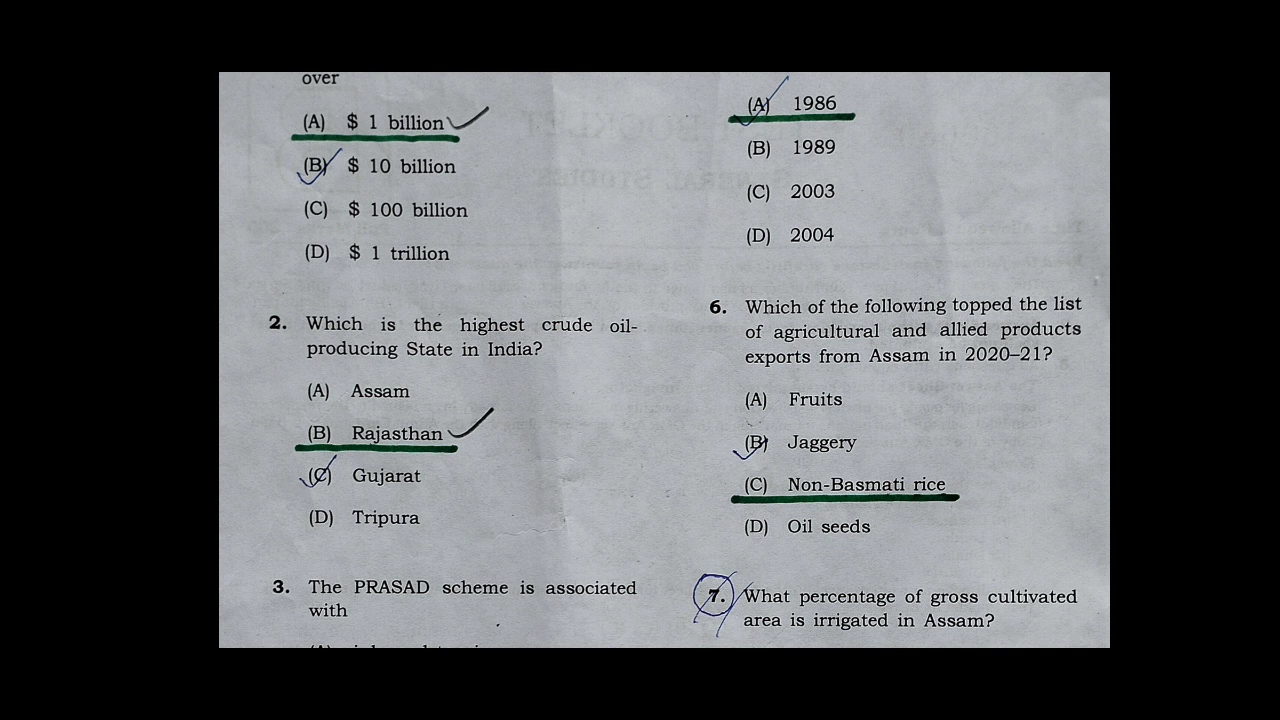 over
(A) $ 1 billion
(B) $ 10 billion
(C) $ 100 billion
(D) $ 1 trillion
2. Which is the highest crude oil-
producing State in India?
(A) Assam
(B) Rajasthan
(C) Gujarat
(D) Tripura
3. The PRASAD scheme is associated
with
(A) 1986
(B) 1989
(C) 2003
(D) 2004
6. Which of the following topped the list
of agricultural and allied products
exports from Assam in 2020–21?
(A) Fruits
(B) Jaggery
(C) Non-Basmati rice
(D) Oil seeds
7. What percentage of gross cultivated
area is irrigated in Assam?